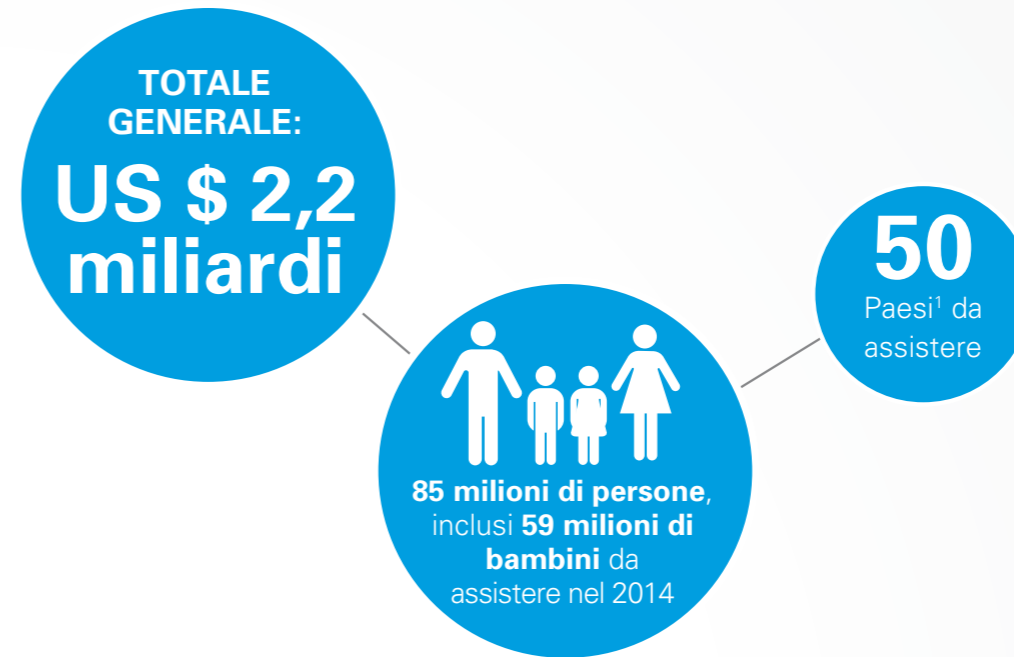 TOTALE
GENERALE:
US $ 2,2
miliardi
50
Paesi¹ da
assistere
85 milioni di persone,
inclusi 59 milioni di
bambini da
assistere nel 2014